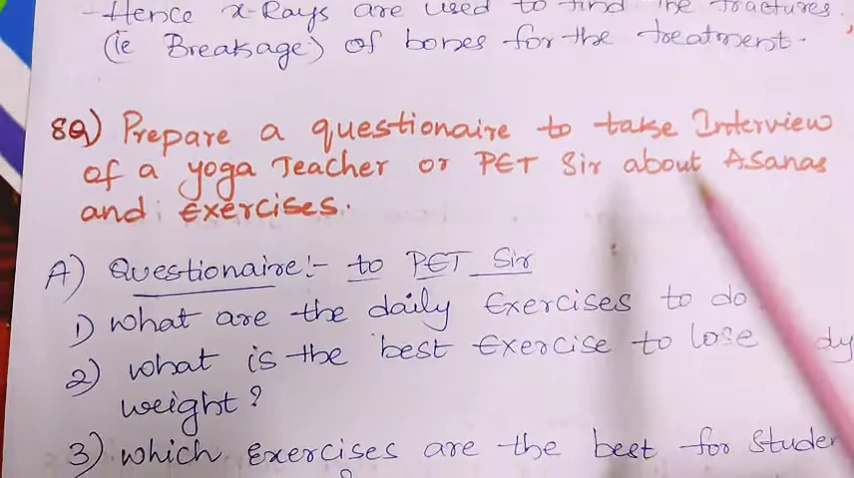 -Hence x-Rays are used to find the fractures.
(ie Breakage) of bones for the treatment.
8Q) Prepare a questionaire to take Interview
of a yoga Teacher or PET Sir about Asanas
and Exercises.
A) Questionaire:- to PET Sir
1) What are the daily Exercises to do
2) What is the best Exercise to lose
weight?
3) Which Exercises are the best for